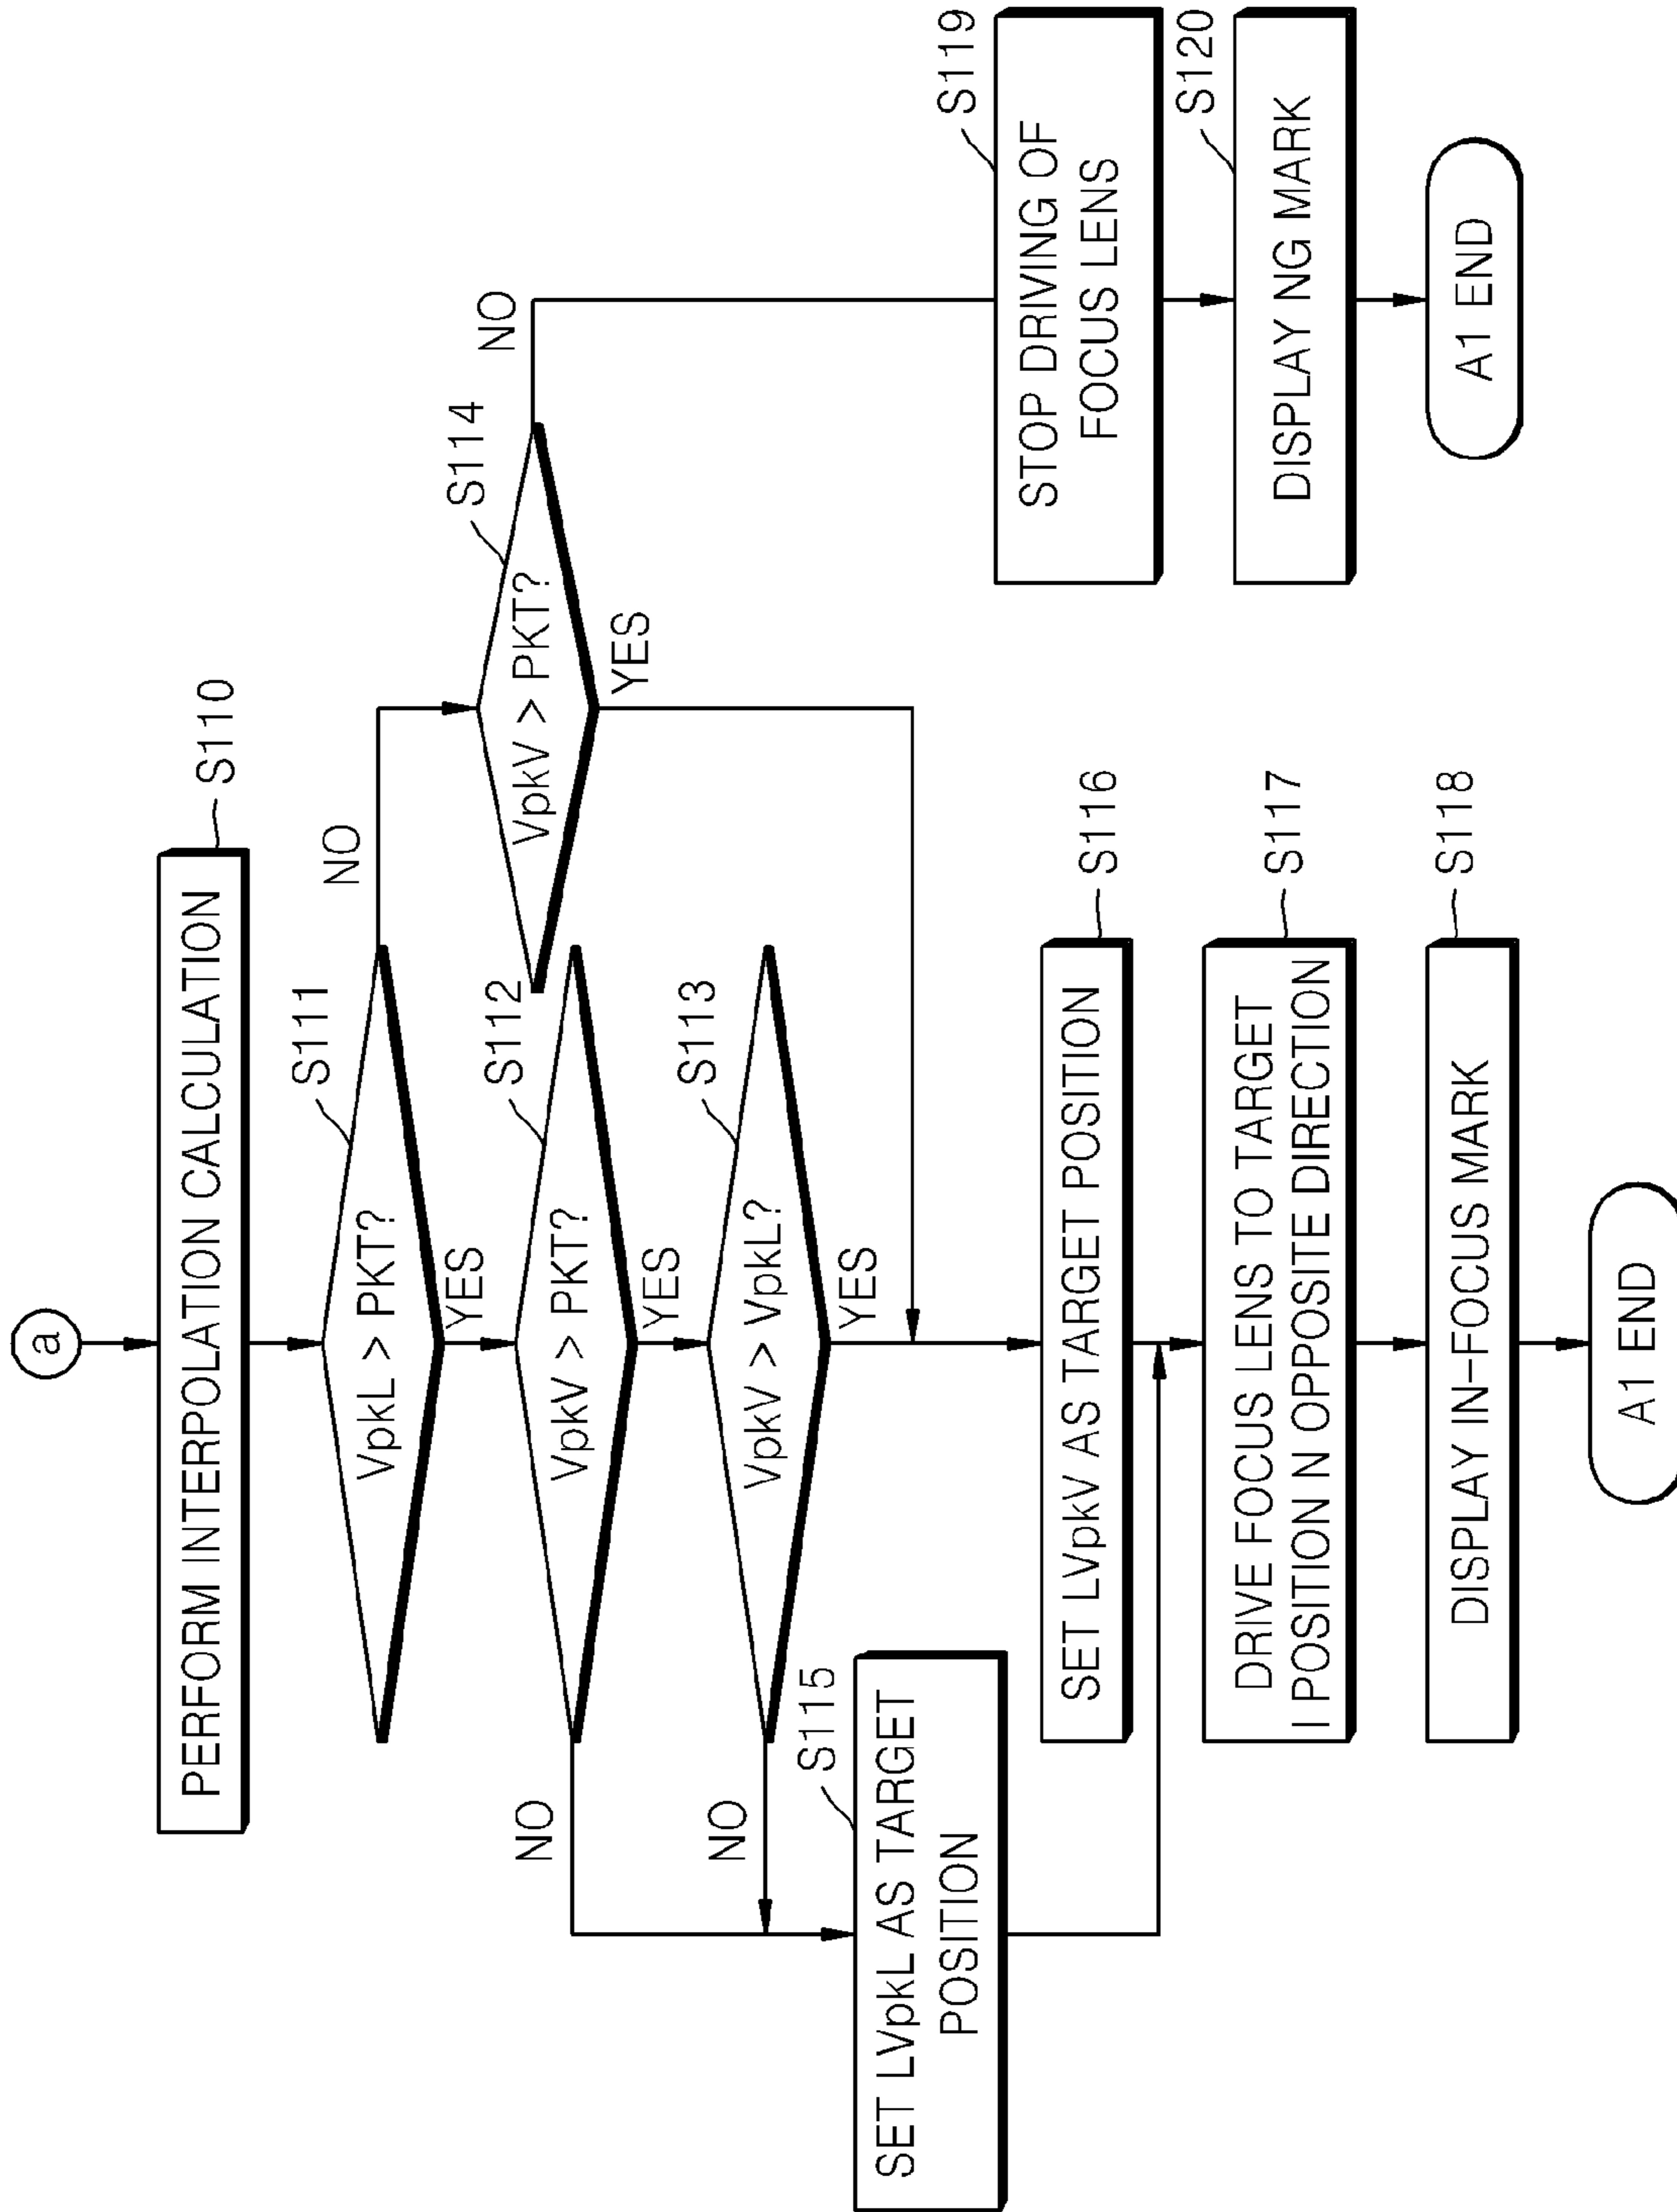 a
PERFORM INTERPOLATION CALCULATION
S110
VpkL > PKT?
S111
NO
YES
VpkV > PKT?
S112
NO
YES
VpkV > PKT?
S114
NO
YES
VpkV > VpkL?
S113
NO
YES
SET LVpkL AS TARGET
POSITION
S115
SET LVpkV AS TARGET POSITION
S116
DRIVE FOCUS LENS TO TARGET
I POSITION N OPPOSITE DIRECTION
S117
DISPLAY IN-FOCUS MARK
S118
A1 END
STOP DRIVING OF
FOCUS LENS
S119
DISPLAY NG MARK
S120
A1 END